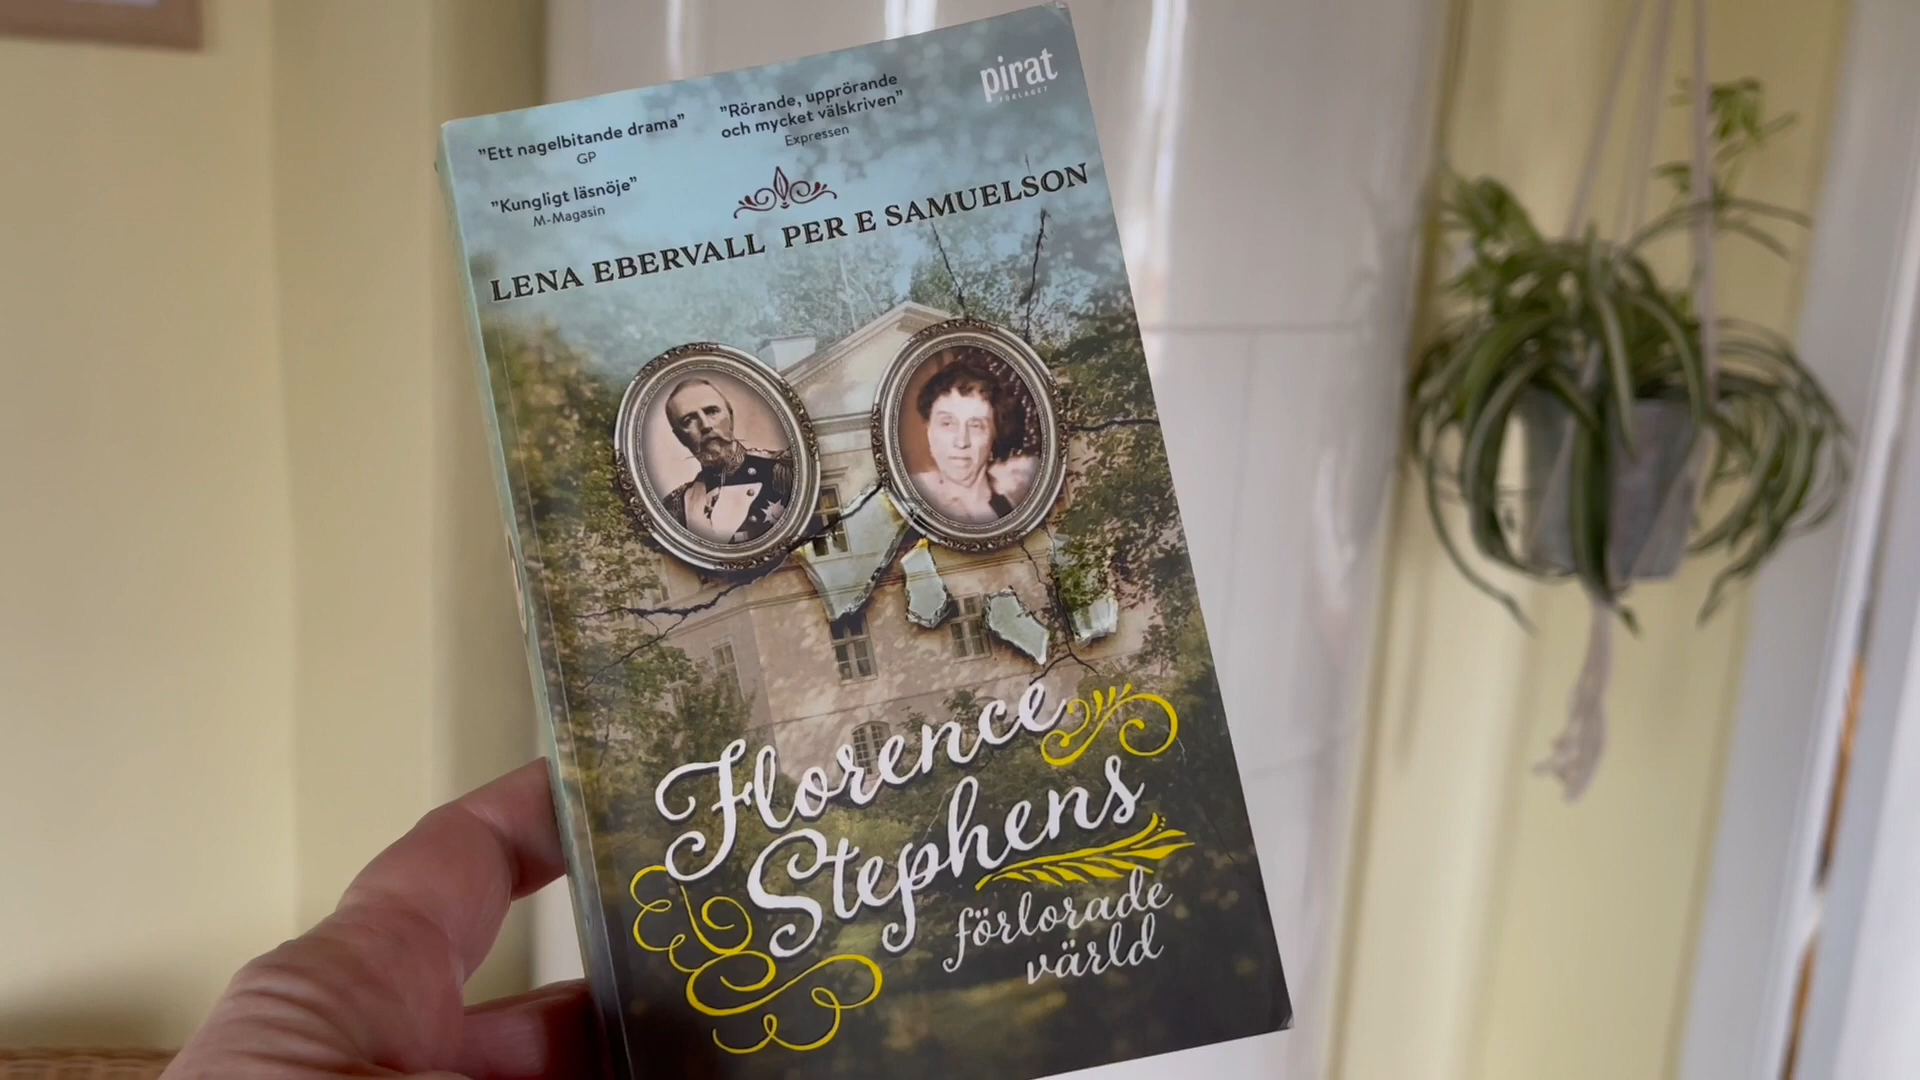 "Ett nagelbitande drama"
GP
"Rörande, upprörande
och mycket välskriven"
Expressen
pirat
FÖRLAGET
"Kungligt läsnöje"
M-Magasin
LENA EBERVALL PER E SAMUELSON
Florence
Stephens
förlorade
värld